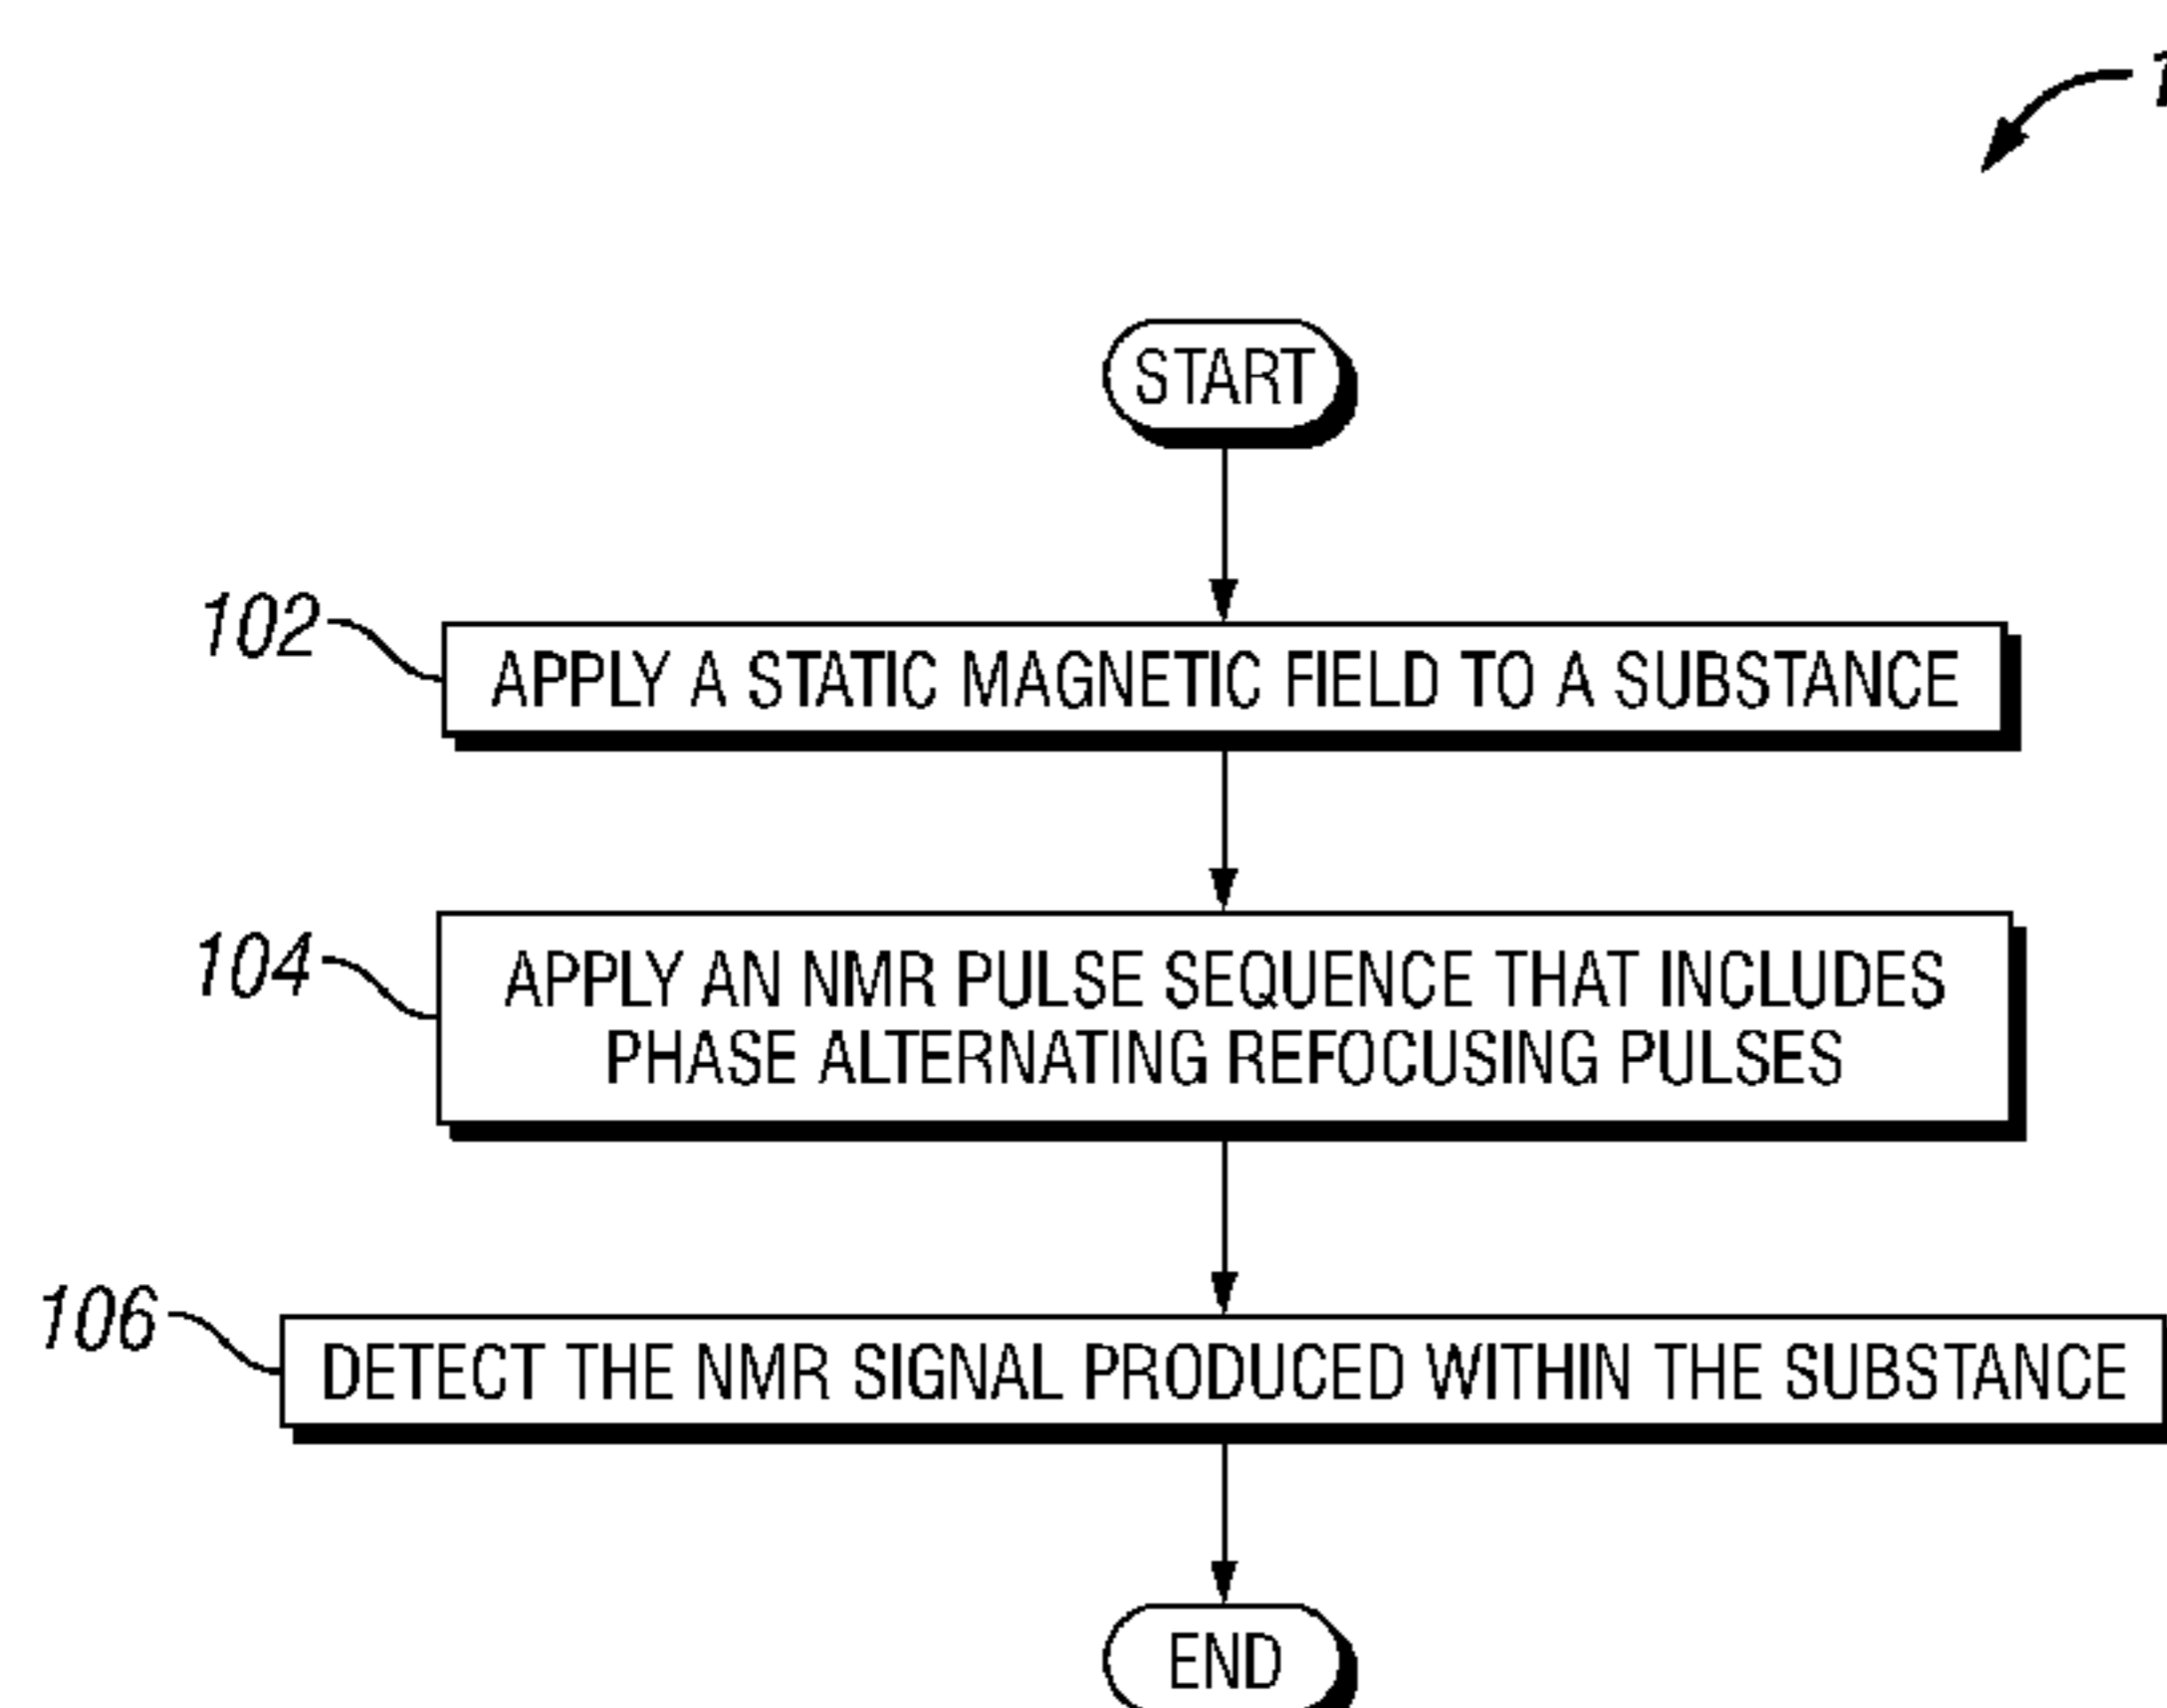 START
102
APPLY A STATIC MAGNETIC FIELD TO A SUBSTANCE
104
APPLY AN NMR PULSE SEQUENCE THAT INCLUDES
PHASE ALTERNATING REFOCUSING PULSES
106
DETECT THE NMR SIGNAL PRODUCED WITHIN THE SUBSTANCE
END